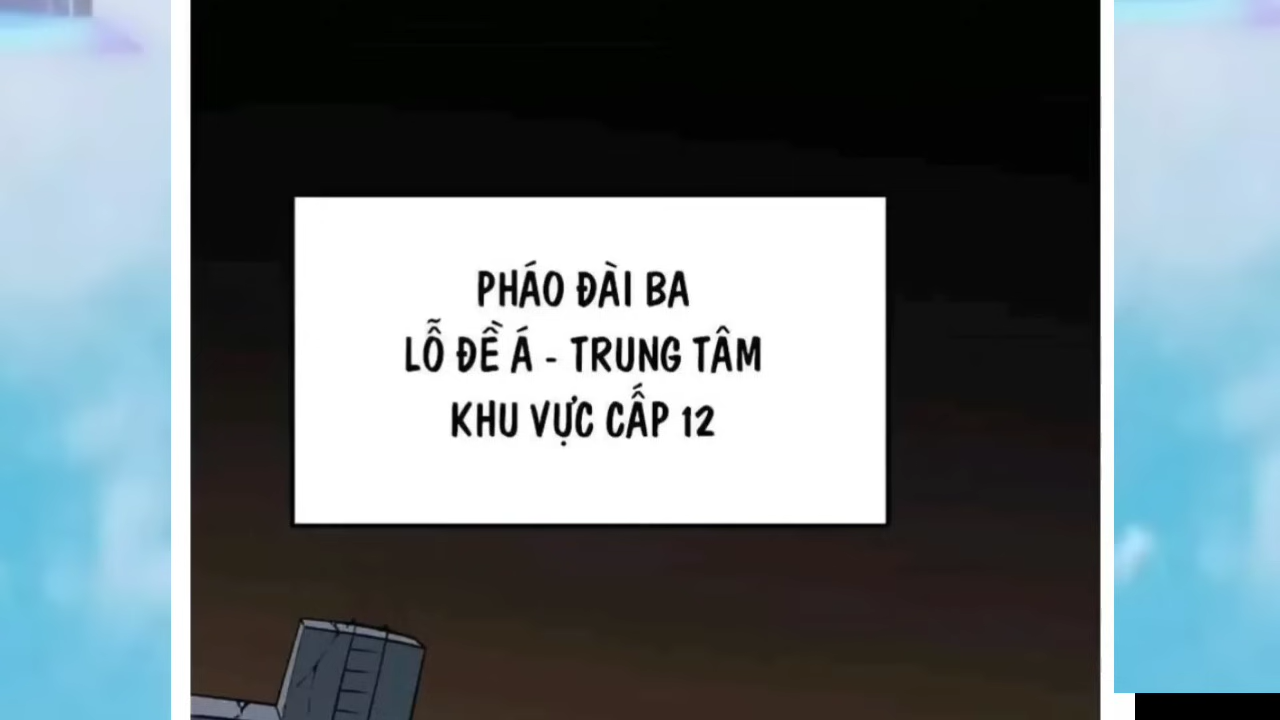 PHÁO ĐÀI BA
LỖ ĐỀ Á - TRUNG TÂM
KHU VỰC CẤP 12